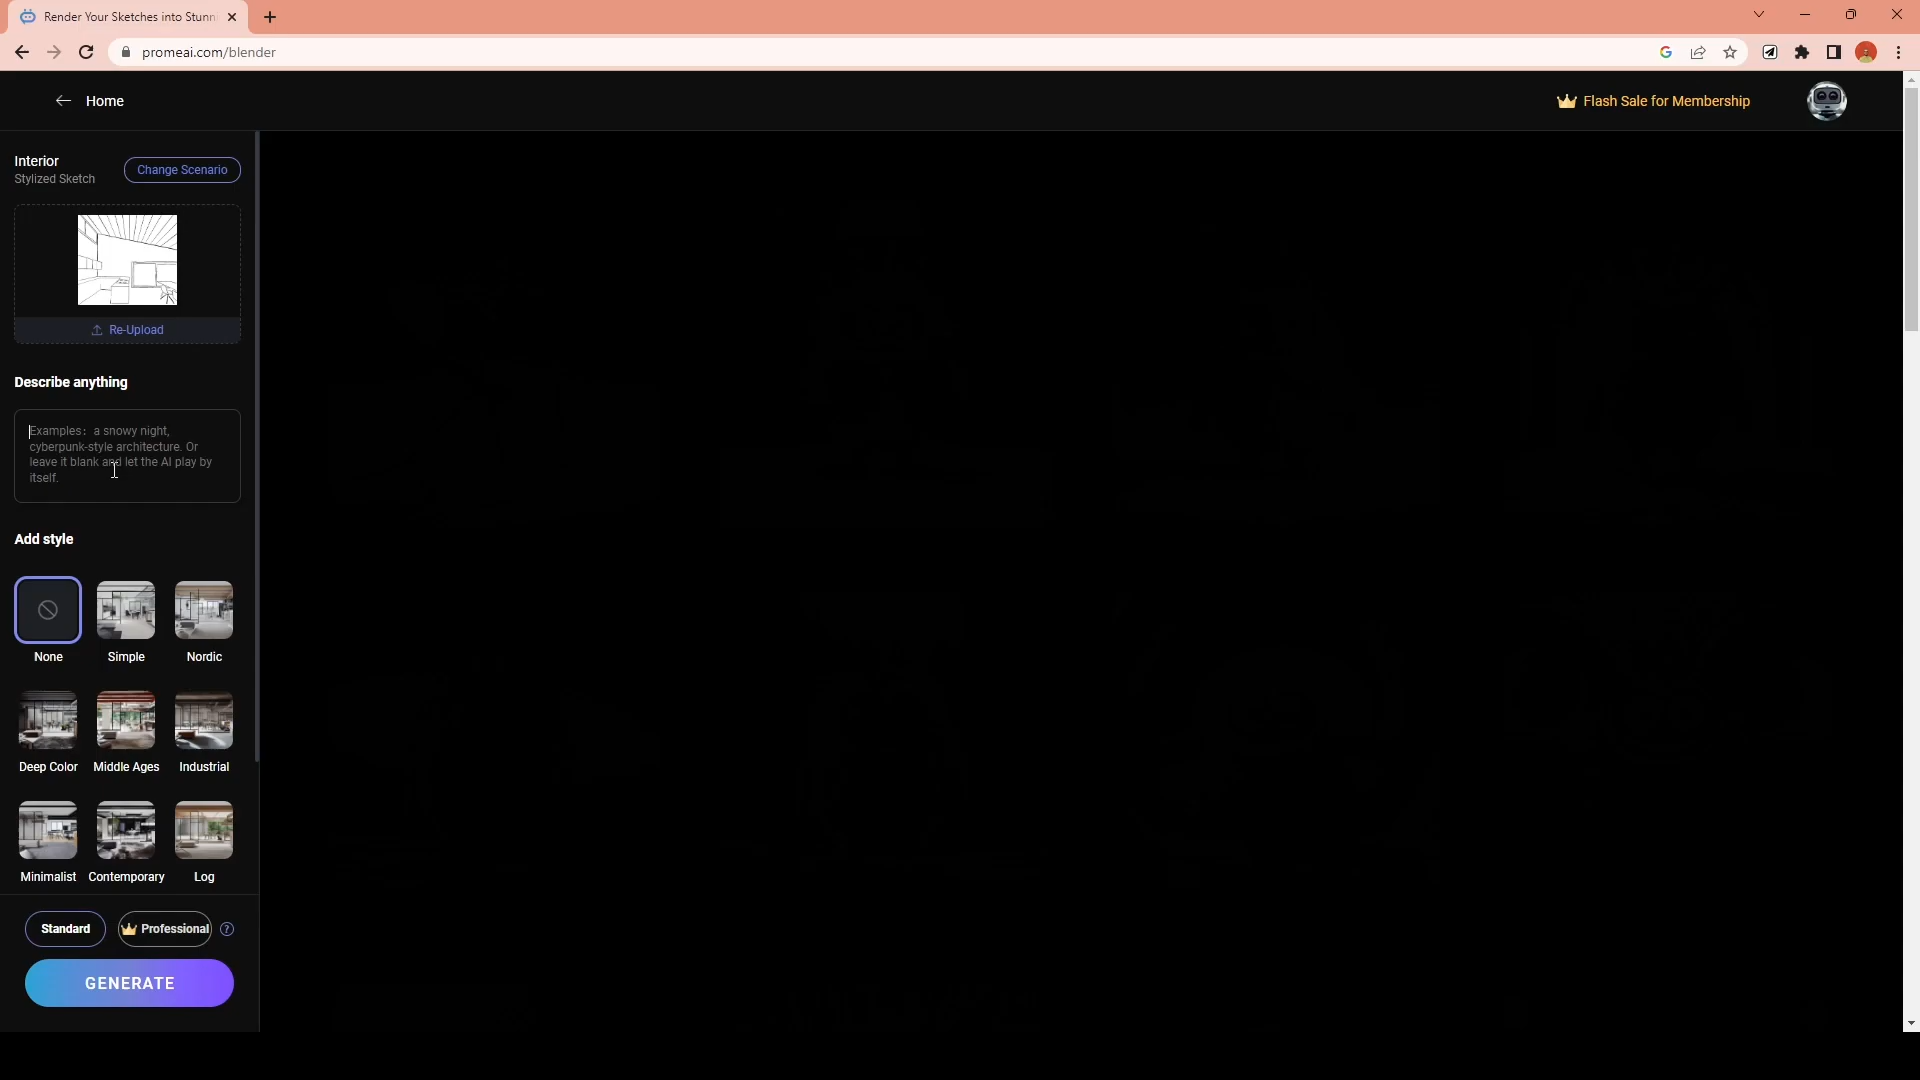 Render Your Sketches into Stunn
promeai.com/blender
Home
Flash Sale for Membership
Interior
Stylized Sketch
Change Scenario
Re-Upload
Describe anything
Examples: a snowy night,
cyberpunk-style architecture. Or
leave it blank and let the AI play by
itself.
Add style
None
Simple
Nordic
Deep Color
Middle Ages
Industrial
Minimalist
Contemporary
Log
Standard
Professional
GENERATE